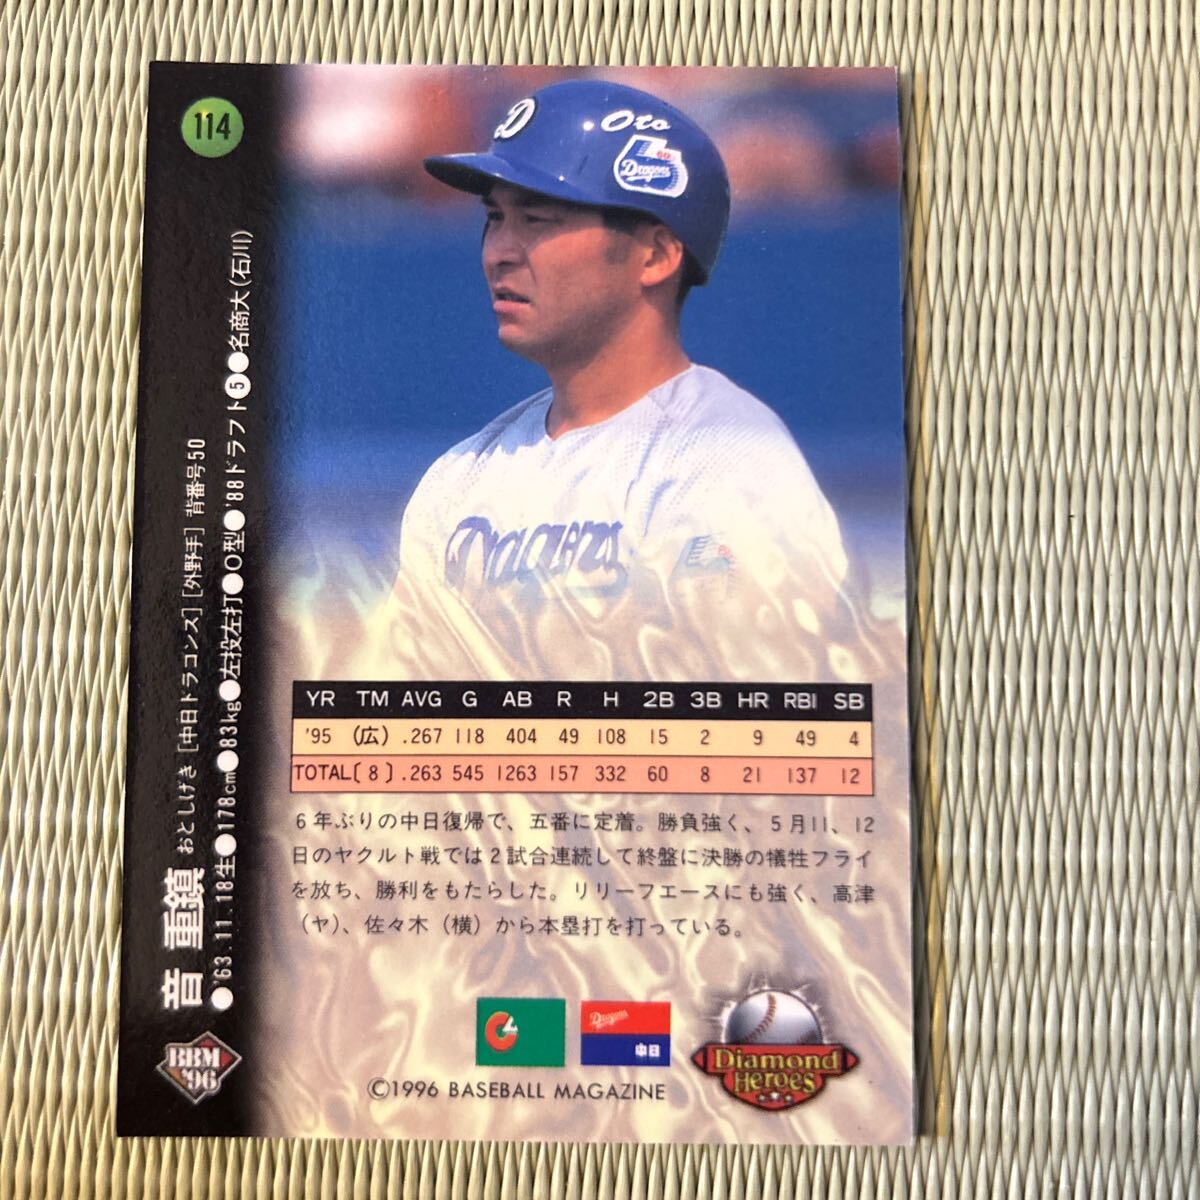 114
音 重鎮 おとしげき [中日ドラゴンズ] [外野手] 背番号50
●'63.11.18生●178cm●83kg●左投左打●O型●'88ドラフト⑤●名商大(石川)
D
Oto
60
Dragons
Dragons
YR TM AVG G AB R H 2B 3B HR RBI SB
'95 (広) .267 118 404 49 108 15 2 9 49 4
TOTAL[8] .263 545 1263 157 332 60 8 21 137 12
6年ぶりの中日復帰で、五番に定着。勝負強く、5月11、12
日のヤクルト戦では2試合連続して終盤に決勝の犠牲フライ
を放ち、勝利をもたらした。リリーフエースにも強く、高津
(ヤ)、佐々木(横)から本塁打を打っている。
Dragons
中日
Diamond
Heroes
BBM
'96
©1996 BASEBALL MAGAZINE